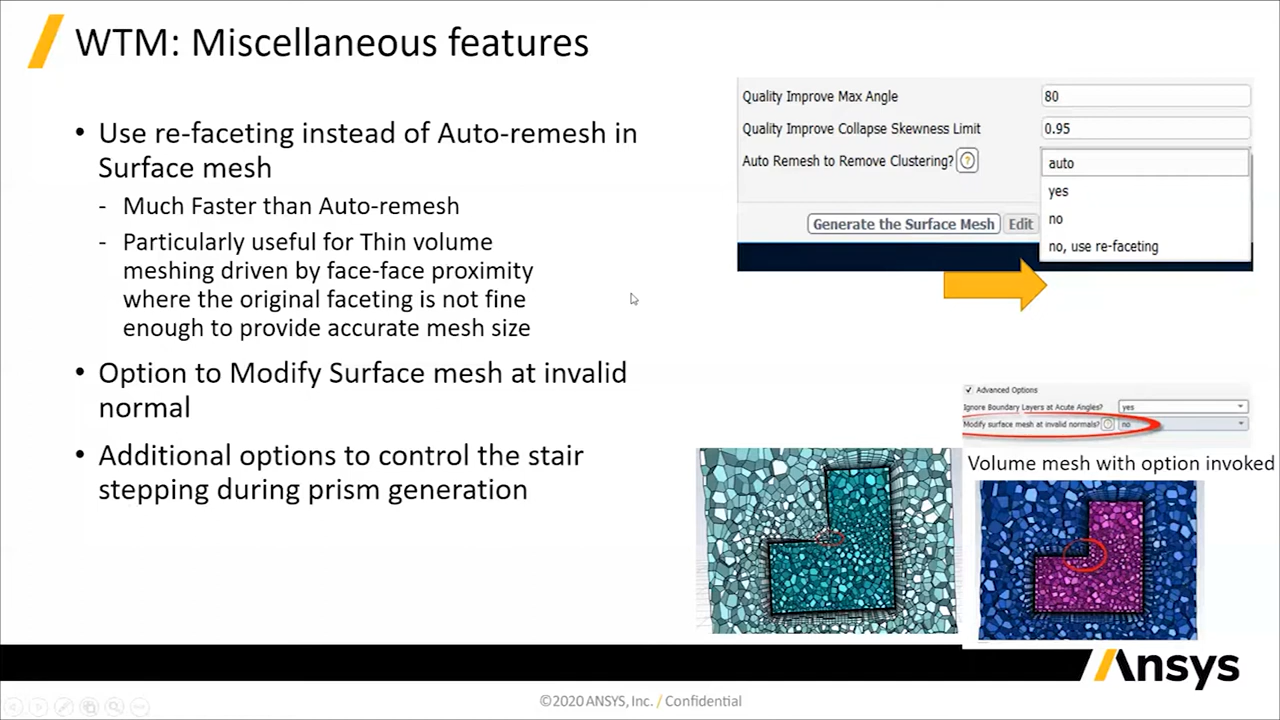 WTM: Miscellaneous features
• Use re-faceting instead of Auto-remesh in
Surface mesh
- Much Faster than Auto-remesh
- Particularly useful for Thin volume
meshing driven by face-face proximity
where the original faceting is not fine
enough to provide accurate mesh size
• Option to Modify Surface mesh at invalid
normal
• Additional options to control the stair
stepping during prism generation
Quality Improve Max Angle 80
Quality Improve Collapse Skewness Limit 0.95
Auto Remesh to Remove Clustering? ? auto
yes
no
no, use re-faceting
Generate the Surface Mesh Edit
Advanced Options
Ignore Boundary Layers at Acute Angles? yes
Modify surface mesh at invalid normals? ? no
Volume mesh with option invoked
Ansys
©2020 ANSYS, Inc. / Confidential